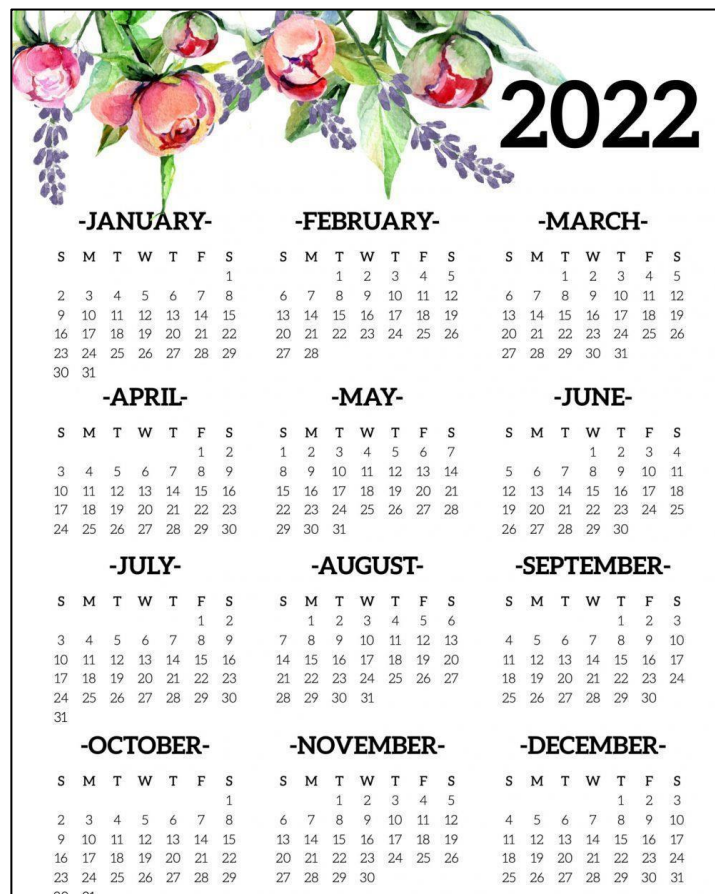 2022
-JANUARY-
S M T W T F S
1
2 3 4 5 6 7 8
9 10 11 12 13 14 15
16 17 18 19 20 21 22
23 24 25 26 27 28 29
30 31
-FEBRUARY-
S M T W T F S
1 2 3 4 5
6 7 8 9 10 11 12
13 14 15 16 17 18 19
20 21 22 23 24 25 26
27 28
-MARCH-
S M T W T F S
1 2 3 4 5
6 7 8 9 10 11 12
13 14 15 16 17 18 19
20 21 22 23 24 25 26
27 28 29 30 31
-APRIL-
S M T W T F S
1 2
3 4 5 6 7 8 9
10 11 12 13 14 15 16
17 18 19 20 21 22 23
24 25 26 27 28 29 30
-MAY-
S M T W T F S
1 2 3 4 5 6 7
8 9 10 11 12 13 14
15 16 17 18 19 20 21
22 23 24 25 26 27 28
29 30 31
-JUNE-
S M T W T F S
1 2 3 4
5 6 7 8 9 10 11
12 13 14 15 16 17 18
19 20 21 22 23 24 25
26 27 28 29 30
-JULY-
S M T W T F S
1 2
3 4 5 6 7 8 9
10 11 12 13 14 15 16
17 18 19 20 21 22 23
24 25 26 27 28 29 30
31
-AUGUST-
S M T W T F S
1 2 3 4 5 6
7 8 9 10 11 12 13
14 15 16 17 18 19 20
21 22 23 24 25 26 27
28 29 30 31
-SEPTEMBER-
S M T W T F S
1 2 3
4 5 6 7 8 9 10
11 12 13 14 15 16 17
18 19 20 21 22 23 24
25 26 27 28 29 30
-OCTOBER-
S M T W T F S
1
2 3 4 5 6 7 8
9 10 11 12 13 14 15
16 17 18 19 20 21 22
23 24 25 26 27 28 29
-NOVEMBER-
S M T W T F S
1 2 3 4 5
6 7 8 9 10 11 12
13 14 15 16 17 18 19
20 21 22 23 24 25 26
27 28 29 30
-DECEMBER-
S M T W T F S
1 2 3
4 5 6 7 8 9 10
11 12 13 14 15 16 17
18 19 20 21 22 23 24
25 26 27 28 29 30 31